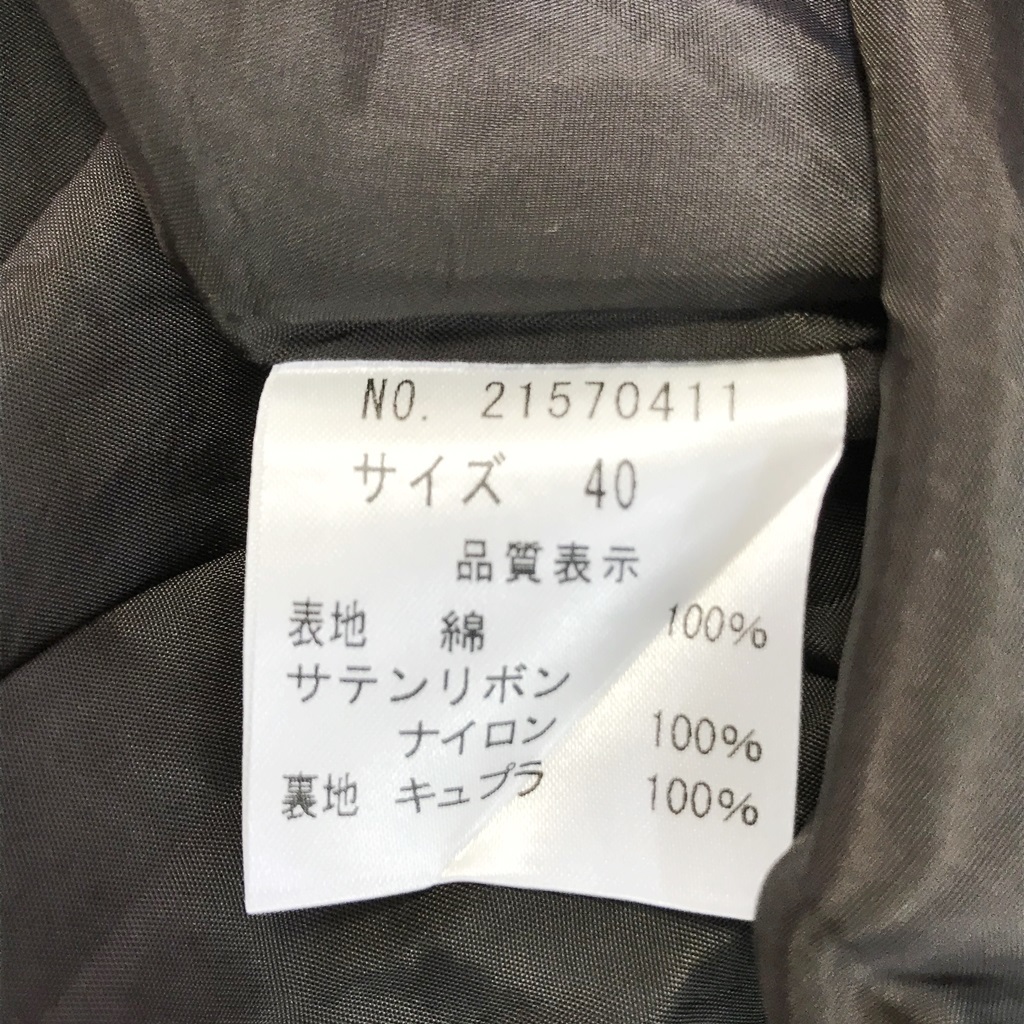 NO. 21570411
サイズ 40
品質表示
表地 綿 100%
サテンリボン
ナイロン 100%
裏地 キュプラ 100%